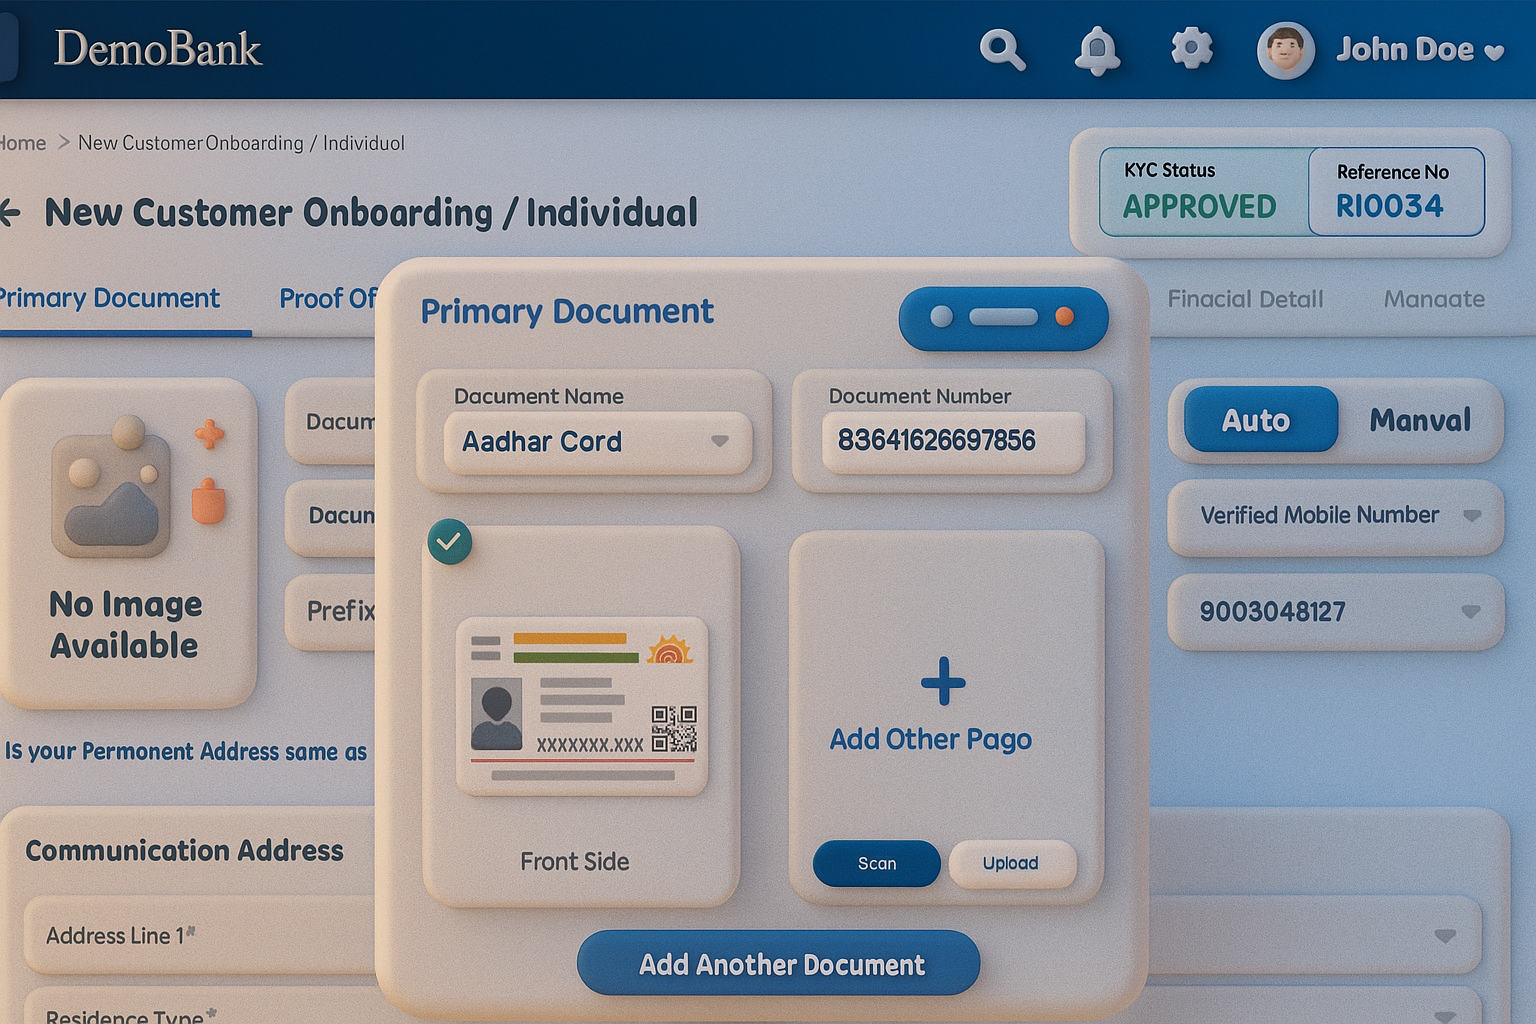 DemoBank
John Doe
Home > New Customer Onboarding / Individuol
KYC Status
APPROVED
Reference No
RI0034
New Customer Onboarding / Individual
Primary Document
Proof Of
Finacial Detail
Manaate
Primary Document
Dacument Name
Aadhar Cord
Document Number
83641626697856
No Image
Available
Dacum
Dacun
Prefix
Auto
Manval
Verified Mobile Number
9003048127
XXXXXXX.XXX
Front Side
Add Other Pago
Scan
Upload
Add Another Document
Is your Permonent Address same as
Communication Address
Address Line 1*
Residence Type*